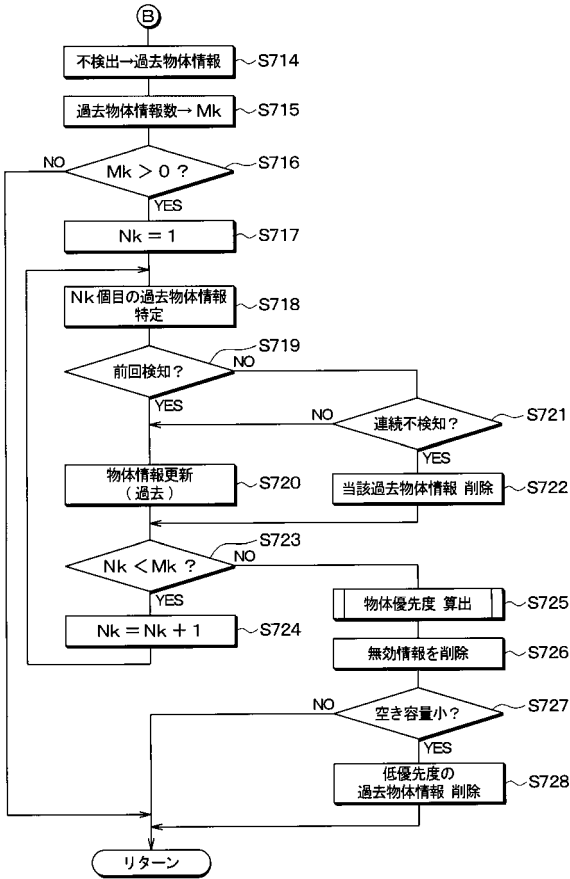 B
不検出→過去物体情報
S714
過去物体情報数→Mk
S715
Mk > 0 ?
S716
NO
YES
Nk = 1
S717
Nk個目の過去物体情報
特定
S718
前回検知?
S719
NO
YES
連続不検知?
S721
NO
YES
物体情報更新
(過去)
S720
当該過去物体情報 削除
S722
Nk < Mk ?
S723
NO
YES
Nk = Nk + 1
S724
物体優先度 算出
S725
無効情報を削除
S726
空き容量小?
S727
NO
YES
低優先度の
過去物体情報 削除
S728
リターン